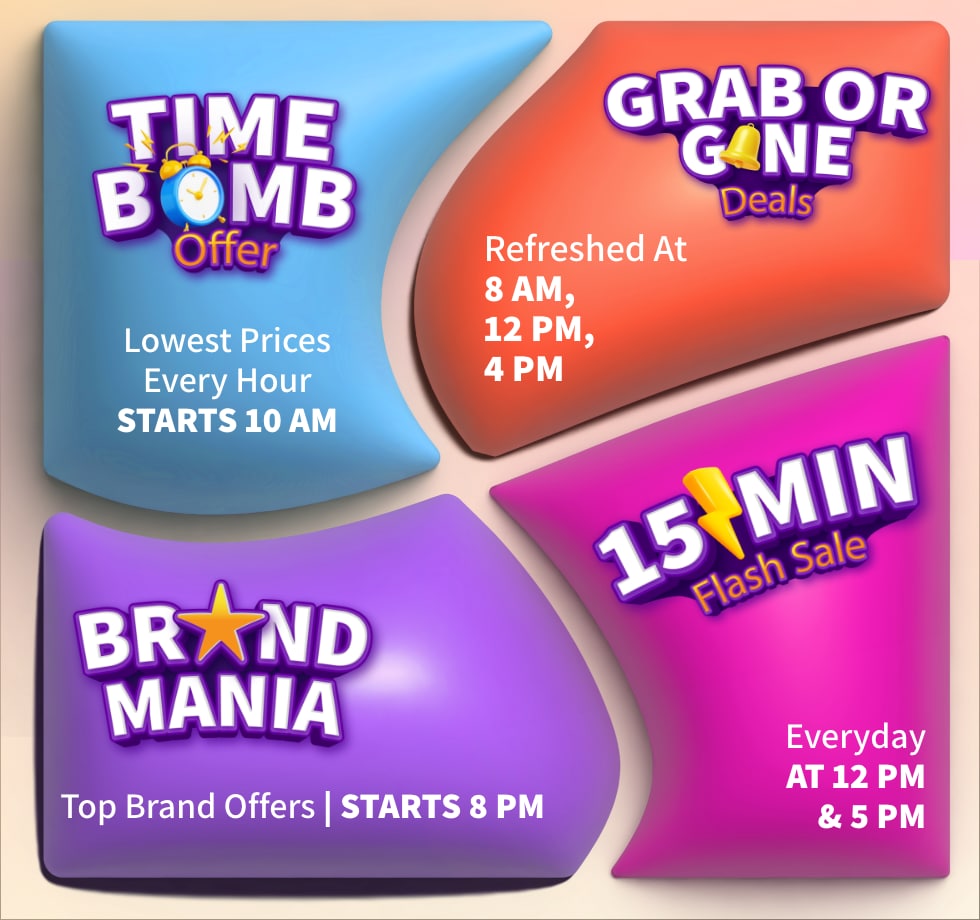 TIME
BOMB
Offer
Lowest Prices
Every Hour
STARTS 10 AM
GRAB OR
GONE
Deals
Refreshed At
8 AM,
12 PM,
4 PM
BRAND
MANIA
Top Brand Offers | STARTS 8 PM
15 MIN
Flash Sale
Everyday
AT 12 PM
& 5 PM